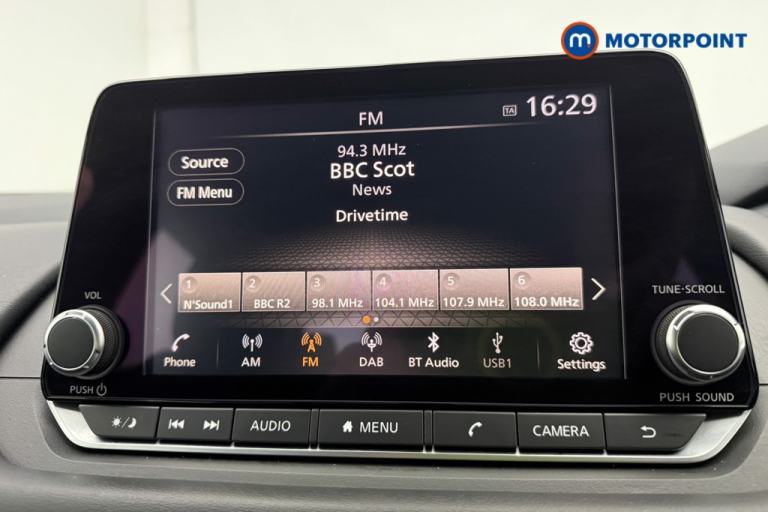 m MOTORPOINT
FM
TA 16:29
Source
94.3 MHz
BBC Scot
FM Menu
News
Drivetime
1 2 3 4 5 6
N'Sound1 BBC R2 98.1 MHz 104.1 MHz 107.9 MHz 108.0 MHz
Phone AM FM DAB BT Audio USB1 Settings
VOL
PUSH
TUNE·SCROLL
PUSH SOUND
AUDIO MENU CAMERA